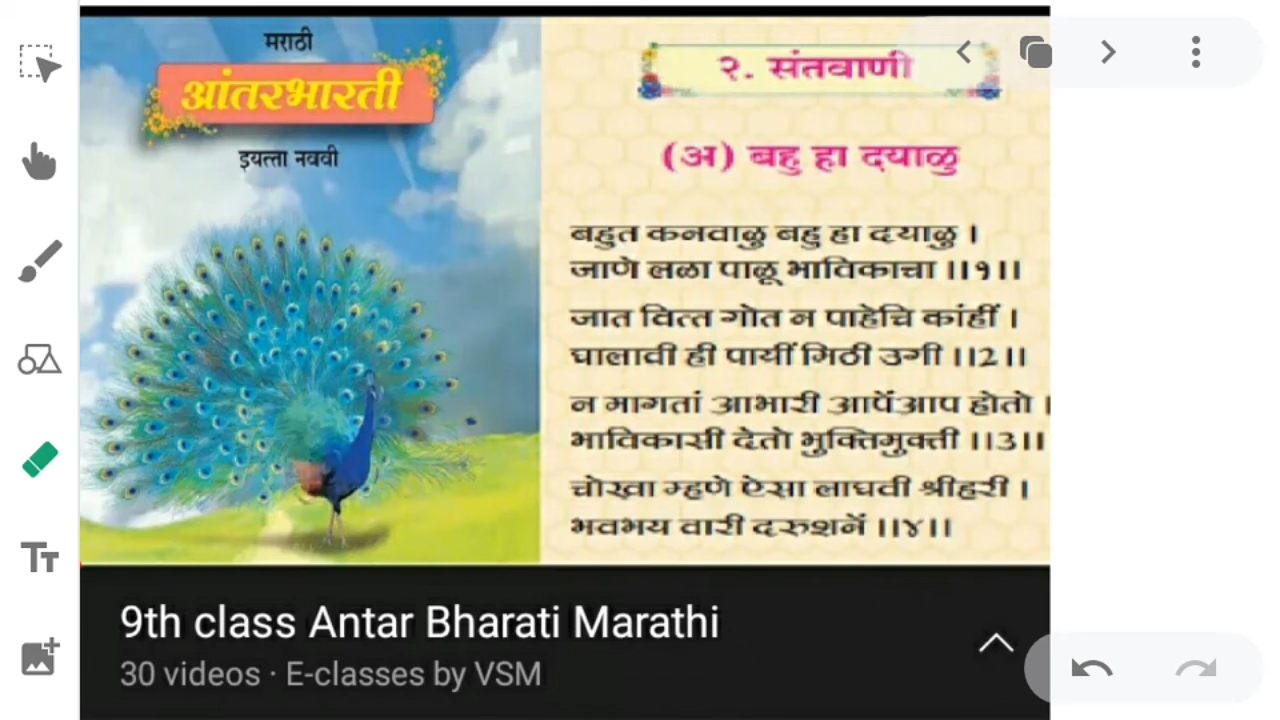 मराठी
आंतरभारती
इयत्ता नववी
२. संतवाणी
(अ) बहु हा दयाळु
बहुत कनवाळु बहु हा दयाळु ।
जाणे लळा पाळू भाविकाचा ।।१।।
जात वित्त गोत न पाहेचि कांहीं ।
घालावी ही पायीं मिठी उगी ।।2।।
न मागतां आभारी आपेंआप होतो ।
भाविकासी देतो भुक्तिमुक्ती ।।3।।
चोखा म्हणे ऐसा लाघवी श्रीहरी ।
भवभय वारी दरुशनें ।।४।।
9th class Antar Bharati Marathi
30 videos · E-classes by VSM
Tт